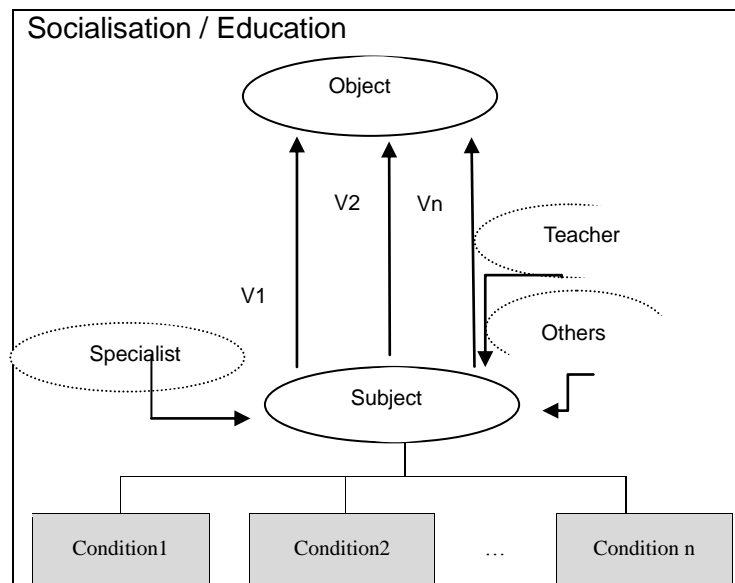 Socialisation / Education
Object
V2
Vn
Teacher
V1
Others
Specialist
Subject
Condition1
Condition2
…
Condition n